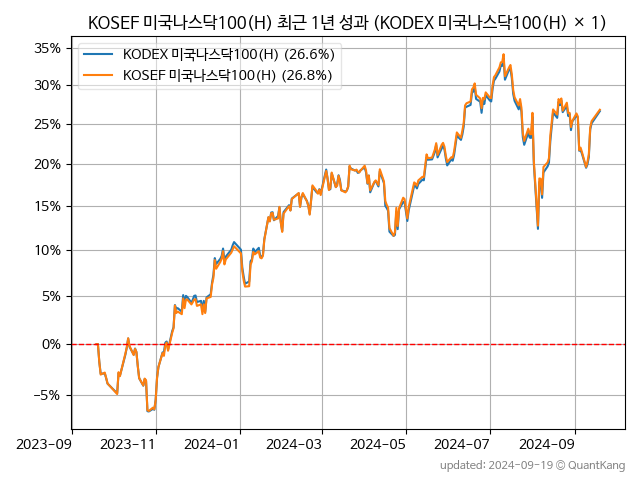 KOSEF 미국나스닥100(H) 최근 1년 성과 (KODEX 미국나스닥100(H) × 1)
KODEX 미국나스닥100(H) (26.6%)
KOSEF 미국나스닥100(H) (26.8%)
35%
30%
25%
20%
15%
10%
5%
0%
−5%
2023-09 2023-11 2024-01 2024-03 2024-05 2024-07 2024-09
updated: 2024-09-19 @ QuantKang